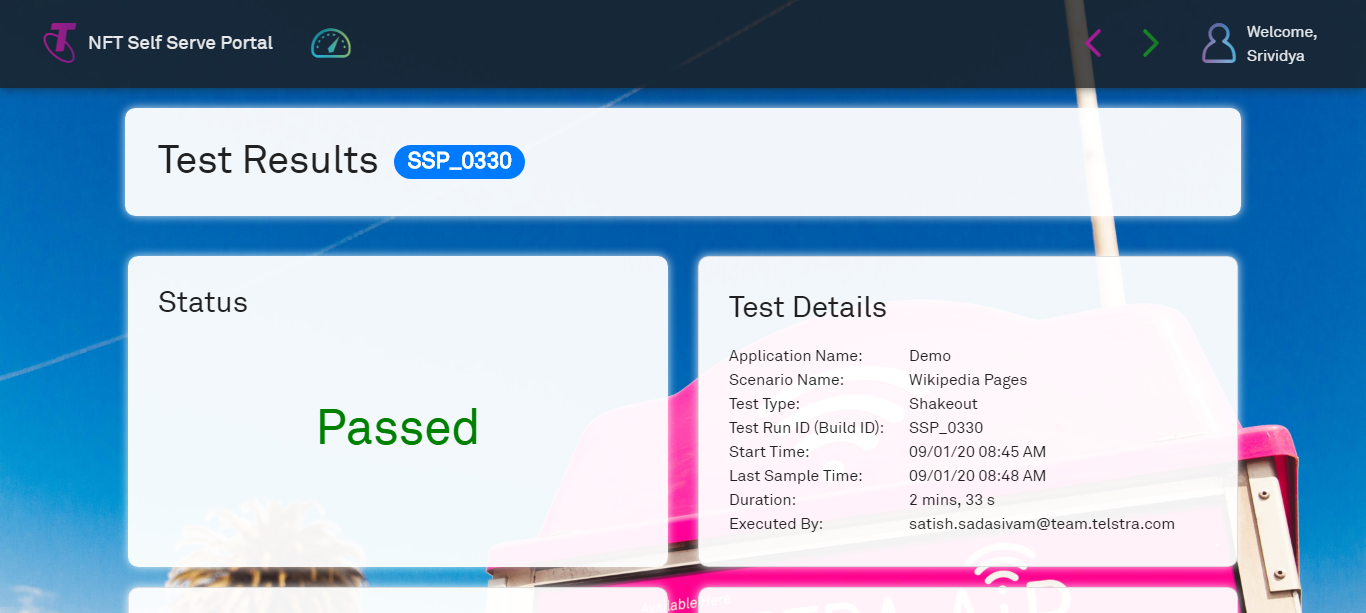 NFT Self Serve Portal
Welcome,
Srividya
Test Results SSP_0330
Status
Passed
Test Details
Application Name: Demo
Scenario Name: Wikipedia Pages
Test Type: Shakeout
Test Run ID (Build ID): SSP_0330
Start Time: 09/01/20 08:45 AM
Last Sample Time: 09/01/20 08:48 AM
Duration: 2 mins, 33 s
Executed By: satish.sadasivam@team.telstra.com
Available Here